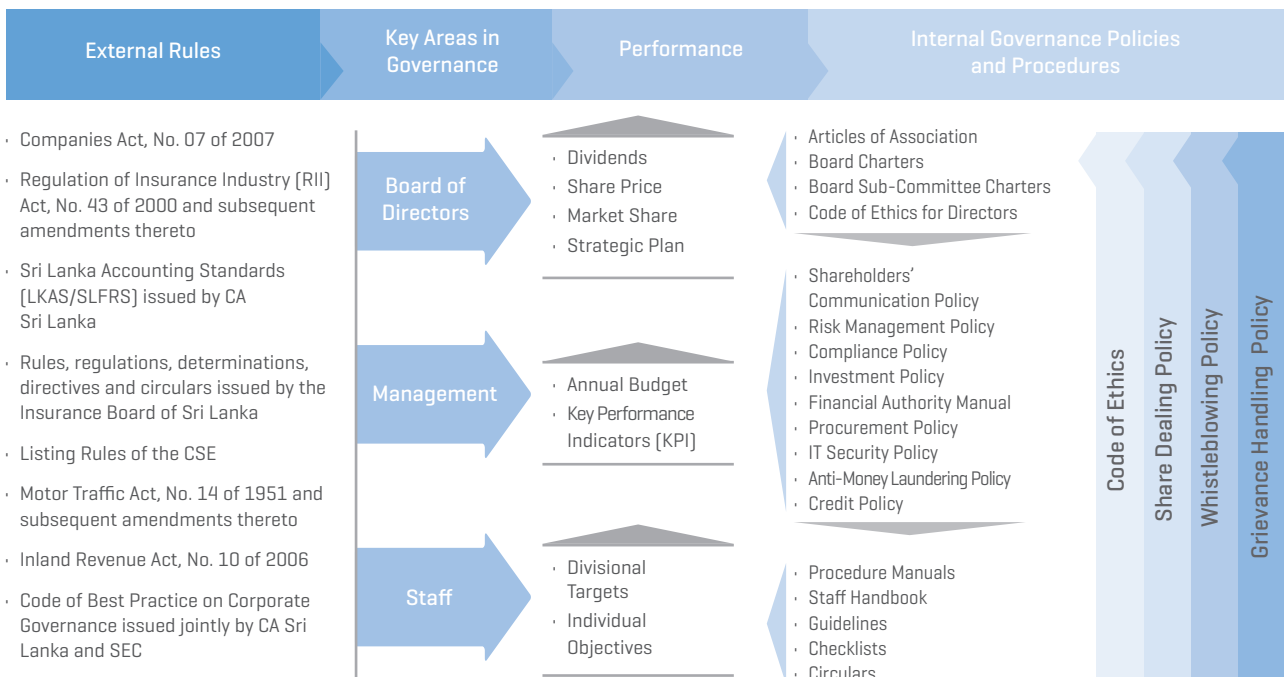 External Rules
Key Areas in
Governance
Performance
Internal Governance Policies
and Procedures
· Companies Act, No. 07 of 2007
· Regulation of Insurance Industry (RII)
Act, No. 43 of 2000 and subsequent
amendments thereto
· Sri Lanka Accounting Standards
(LKAS/SLFRS) issued by CA
Sri Lanka
· Rules, regulations, determinations,
directives and circulars issued by the
Insurance Board of Sri Lanka
· Listing Rules of the CSE
· Motor Traffic Act, No. 14 of 1951 and
subsequent amendments thereto
· Inland Revenue Act, No. 10 of 2006
· Code of Best Practice on Corporate
Governance issued jointly by CA Sri
Lanka and SEC
Board of
Directors
Management
Staff
· Dividends
· Share Price
· Market Share
· Strategic Plan
· Annual Budget
· Key Performance
Indicators (KPI)
· Divisional
Targets
· Individual
Objectives
· Articles of Association
· Board Charters
· Board Sub-Committee Charters
· Code of Ethics for Directors
· Shareholders’
Communication Policy
· Risk Management Policy
· Compliance Policy
· Investment Policy
· Financial Authority Manual
· Procurement Policy
· IT Security Policy
· Anti-Money Laundering Policy
· Credit Policy
· Procedure Manuals
· Staff Handbook
· Guidelines
· Checklists
· Circulars
Code of Ethics
Share Dealing Policy
Whistleblowing Policy
Grievance Handling Policy